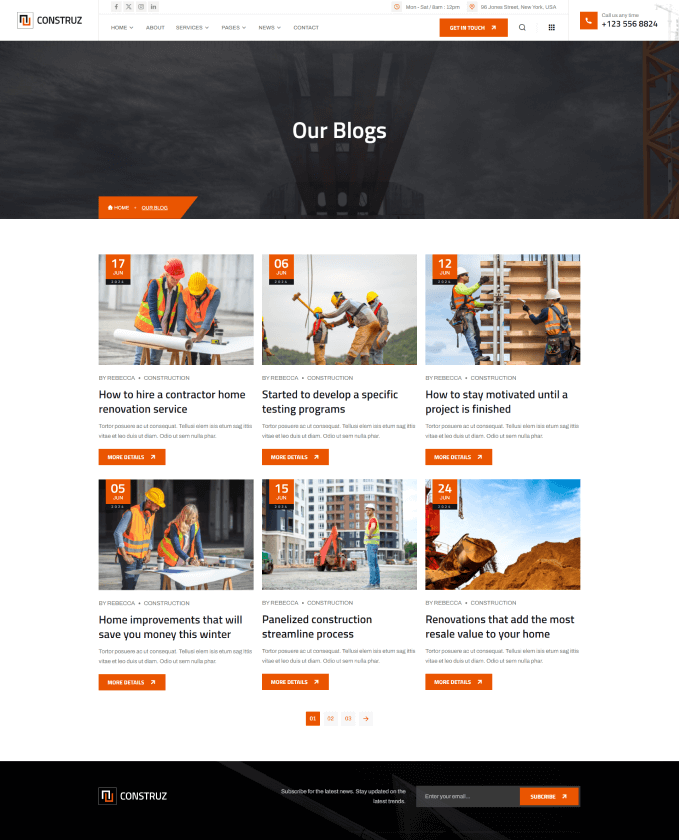 CONSTRUZ
Mon - Sat / 8am : 12pm
96 Jones Street, New York, USA
HOME
ABOUT
SERVICES
PAGES
NEWS
CONTACT
GET IN TOUCH
Call us any time
+123 556 8824
Our Blogs
HOME • OUR BLOG
17
JUN
2024
06
JUN
2024
12
JUN
2024
BY REBECCA • CONSTRUCTION
How to hire a contractor home
renovation service
Tortor posuere ac ut consequat. Tellus elem isis etum sag ittis
vitae et leo duis ut diam. Odio ut sem nulla phar.
MORE DETAILS
BY REBECCA • CONSTRUCTION
Started to develop a specific
testing programs
Tortor posuere ac ut consequat. Tellus elem isis etum sag ittis
vitae et leo duis ut diam. Odio ut sem nulla phar.
MORE DETAILS
BY REBECCA • CONSTRUCTION
How to stay motivated until a
project is finished
Tortor posuere ac ut consequat. Tellus elem isis etum sag ittis
vitae et leo duis ut diam. Odio ut sem nulla phar.
MORE DETAILS
05
JUN
2024
15
JUN
2024
24
JUN
2024
BY REBECCA • CONSTRUCTION
Home improvements that will
save you money this winter
Tortor posuere ac ut consequat. Tellus elem isis etum sag ittis
vitae et leo duis ut diam. Odio ut sem nulla phar.
MORE DETAILS
BY REBECCA • CONSTRUCTION
Panelized construction
streamline process
Tortor posuere ac ut consequat. Tellus elem isis etum sag ittis
vitae et leo duis ut diam. Odio ut sem nulla phar.
MORE DETAILS
BY REBECCA • CONSTRUCTION
Renovations that add the most
resale value to your home
Tortor posuere ac ut consequat. Tellus elem isis etum sag ittis
vitae et leo duis ut diam. Odio ut sem nulla phar.
MORE DETAILS
01 02 03
CONSTRUZ
Subscribe for the latest news. Stay updated on the
latest trends.
Enter your email...
SUBCRIBE